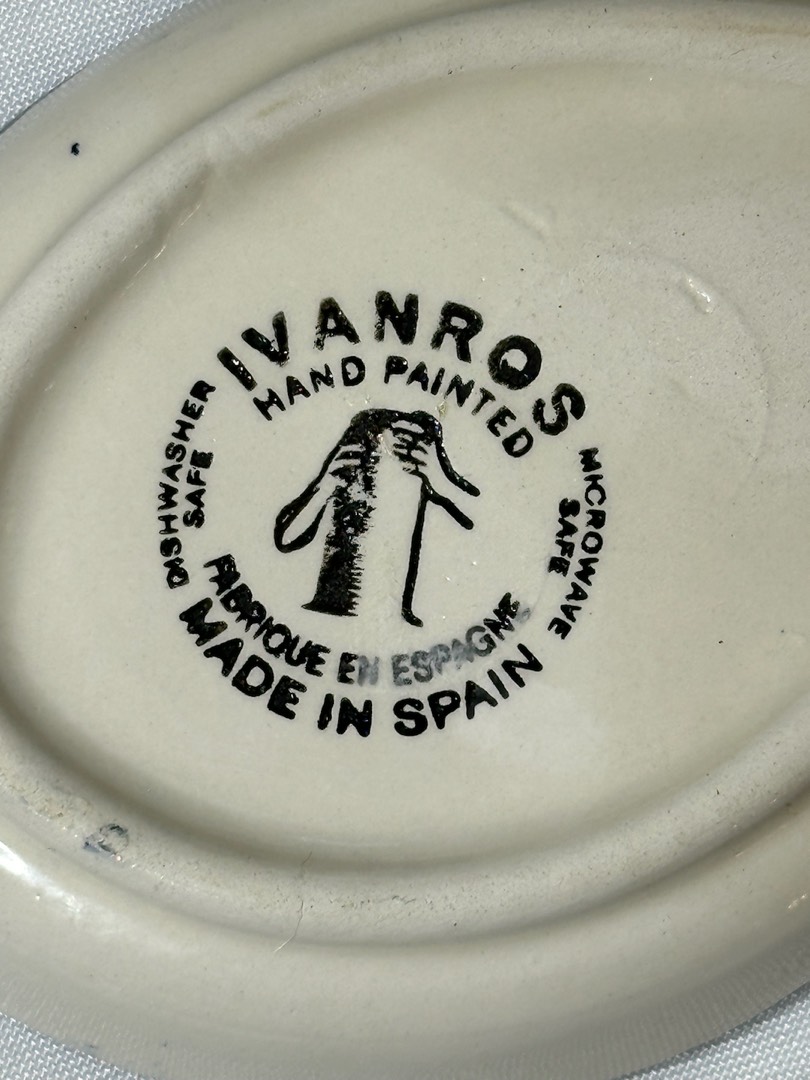 IVANROS
HAND PAINTED
DISHWASHER
SAFE
MICROWAVE
SAFE
FABRIQUE EN ESPAGNE
MADE IN SPAIN